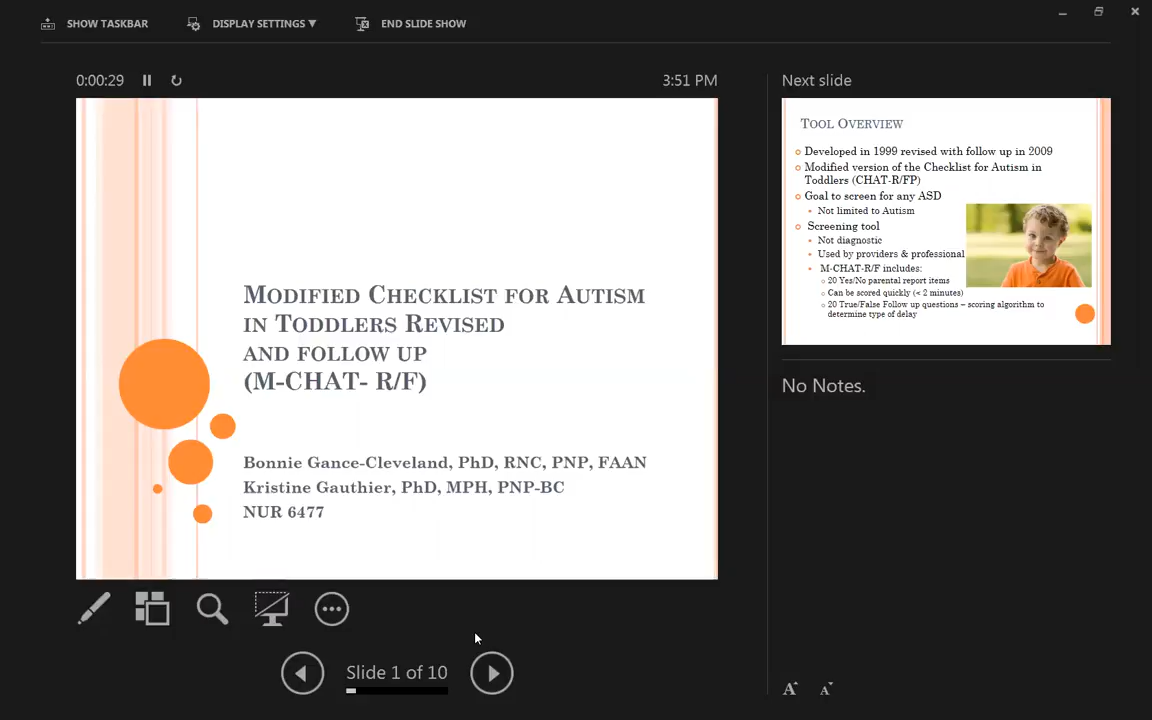 SHOW TASKBAR
DISPLAY SETTINGS ▼
END SLIDE SHOW
0:00:29
3:51 PM
MODIFIED CHECKLIST FOR AUTISM
IN TODDLERS REVISED
AND FOLLOW UP
(M-CHAT- R/F)
Bonnie Gance-Cleveland, PhD, RNC, PNP, FAAN
Kristine Gauthier, PhD, MPH, PNP-BC
NUR 6477
Slide 1 of 10
Next slide
TOOL OVERVIEW
Developed in 1999 revised with follow up in 2009
Modified version of the Checklist for Autism in
Toddlers (CHAT-R/FP)
Goal to screen for any ASD
Not limited to Autism
Screening tool
Not diagnostic
Used by providers & professional
M-CHAT-R/F includes:
20 Yes/No parental report items
Can be scored quickly (< 2 minutes)
20 True/False Follow up questions – scoring algorithm to
determine type of delay
No Notes.
A A